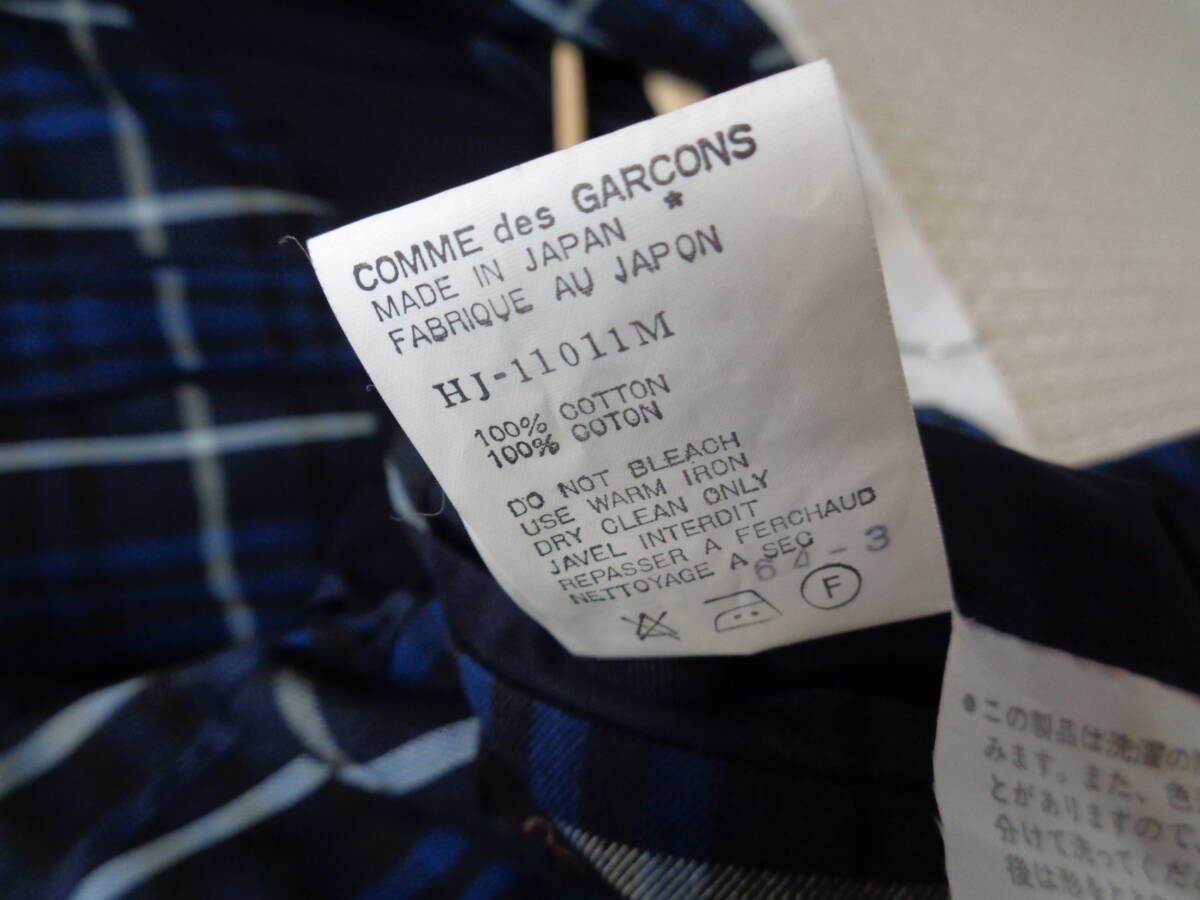 COMME des GARCONS
MADE IN JAPAN *
FABRIQUE AU JAPON
HJ-11011M
100% COTTON
100% COTON
DO NOT BLEACH
USE WARM IRON
DRY CLEAN ONLY
JAVEL INTERDIT
REPASSER A FERCHAUD
NETTOYAGE A SEC
64-3
F
●この製品は洗濯の
みます。また、色
とがありますので、
分けて洗ってくだ
後は形を